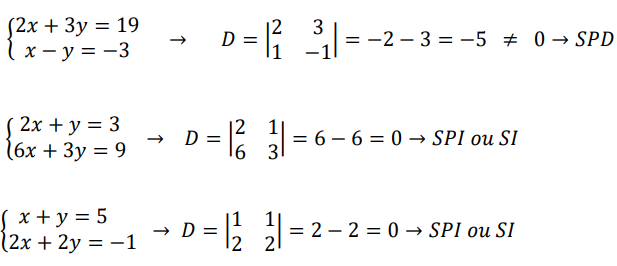 {2x + 3y = 19
x − y = −3 → D = |2 3
1 −1| = −2 − 3 = −5 ≠ 0 → SPD
{2x + y = 3
6x + 3y = 9 → D = |2 1
6 3| = 6 − 6 = 0 → SPI ou SI
{x + y = 5
2x + 2y = −1 → D = |1 1
2 2| = 2 − 2 = 0 → SPI ou SI